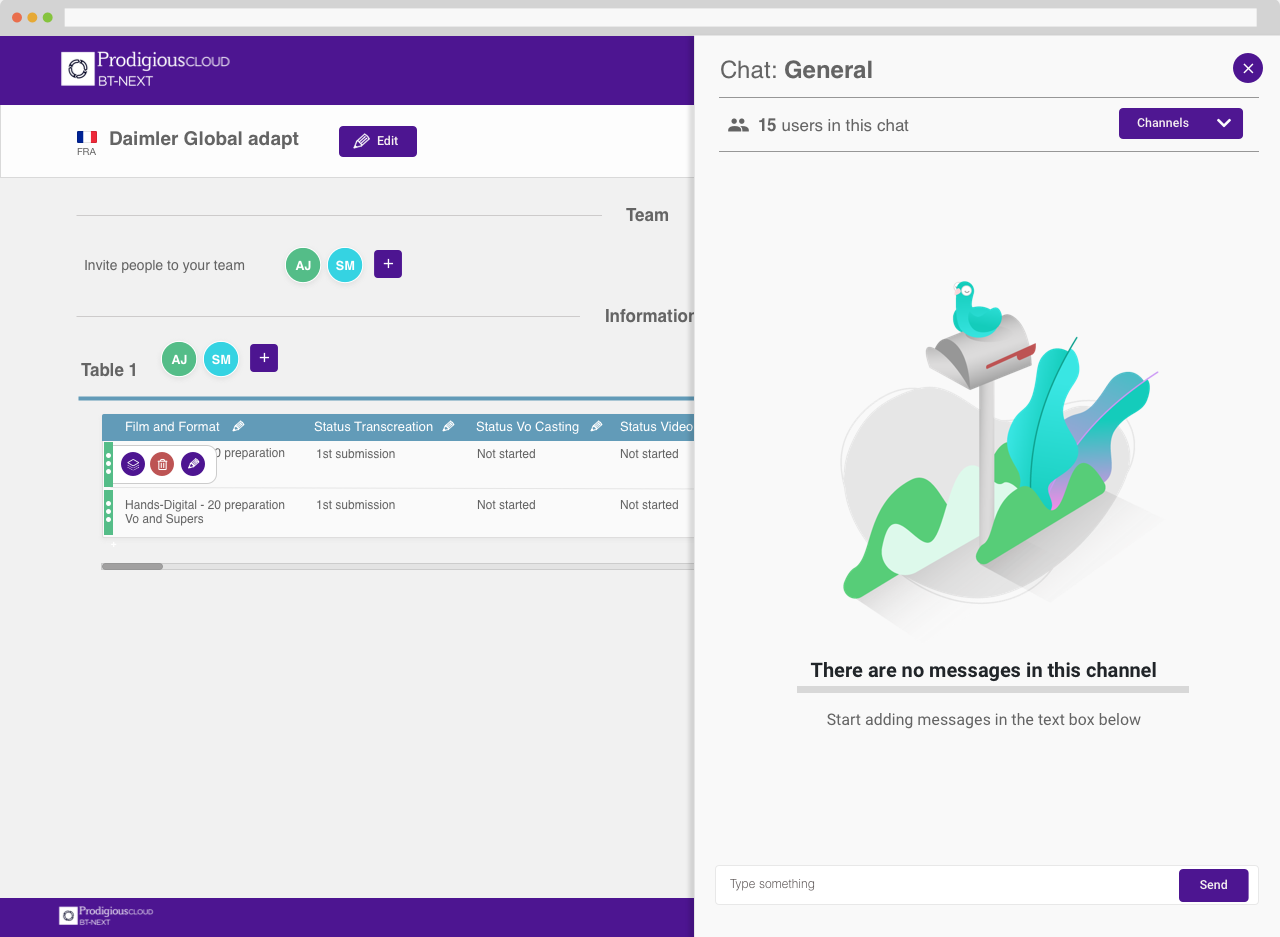 ProdigiousCLOUD
BT-NEXT
Chat: General
15 users in this chat
Channels
FRA
Daimler Global adapt
Edit
Team
Invite people to your team
AJ
SM
+
Information
Table 1
AJ
SM
+
Film and Format
Status Transcreation
Status Vo Casting
Status Video
0 preparation
1st submission
Not started
Not started
Hands-Digital - 20 preparation
Vo and Supers
1st submission
Not started
Not started
There are no messages in this channel
Start adding messages in the text box below
Type something
Send
ProdigiousCLOUD
BT-NEXT